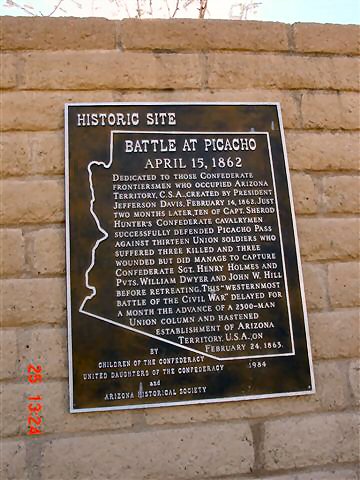 HISTORIC SITE
BATTLE AT PICACHO
APRIL 15, 1862
DEDICATED TO THOSE CONFEDERATE
FRONTIERSMEN WHO OCCUPIED ARIZONA
TERRITORY, C.S.A., CREATED BY PRESIDENT
JEFFERSON DAVIS, FEBRUARY 14, 1862. JUST
TWO MONTHS LATER, TEN OF CAPT. SHEROD
HUNTER'S CONFEDERATE CAVALRYMEN
SUCCESSFULLY DEFENDED PICACHO PASS
AGAINST THIRTEEN UNION SOLDIERS WHO
SUFFERED THREE KILLED AND THREE
WOUNDED BUT DID MANAGE TO CAPTURE
CONFEDERATE SGT. HENRY HOLMES AND
PVTS. WILLIAM DWYER AND JOHN W. HILL
BEFORE RETREATING. THIS "WESTERNMOST
BATTLE OF THE CIVIL WAR" DELAYED FOR
A MONTH THE ADVANCE OF A 2300-MAN
UNION COLUMN AND HASTENED
ESTABLISHMENT OF ARIZONA
TERRITORY, U.S.A., ON
FEBRUARY 24, 1863.
BY
CHILDREN OF THE CONFEDERACY
UNITED DAUGHTERS OF THE CONFEDERACY 1984
and
ARIZONA HISTORICAL SOCIETY
25 13:24